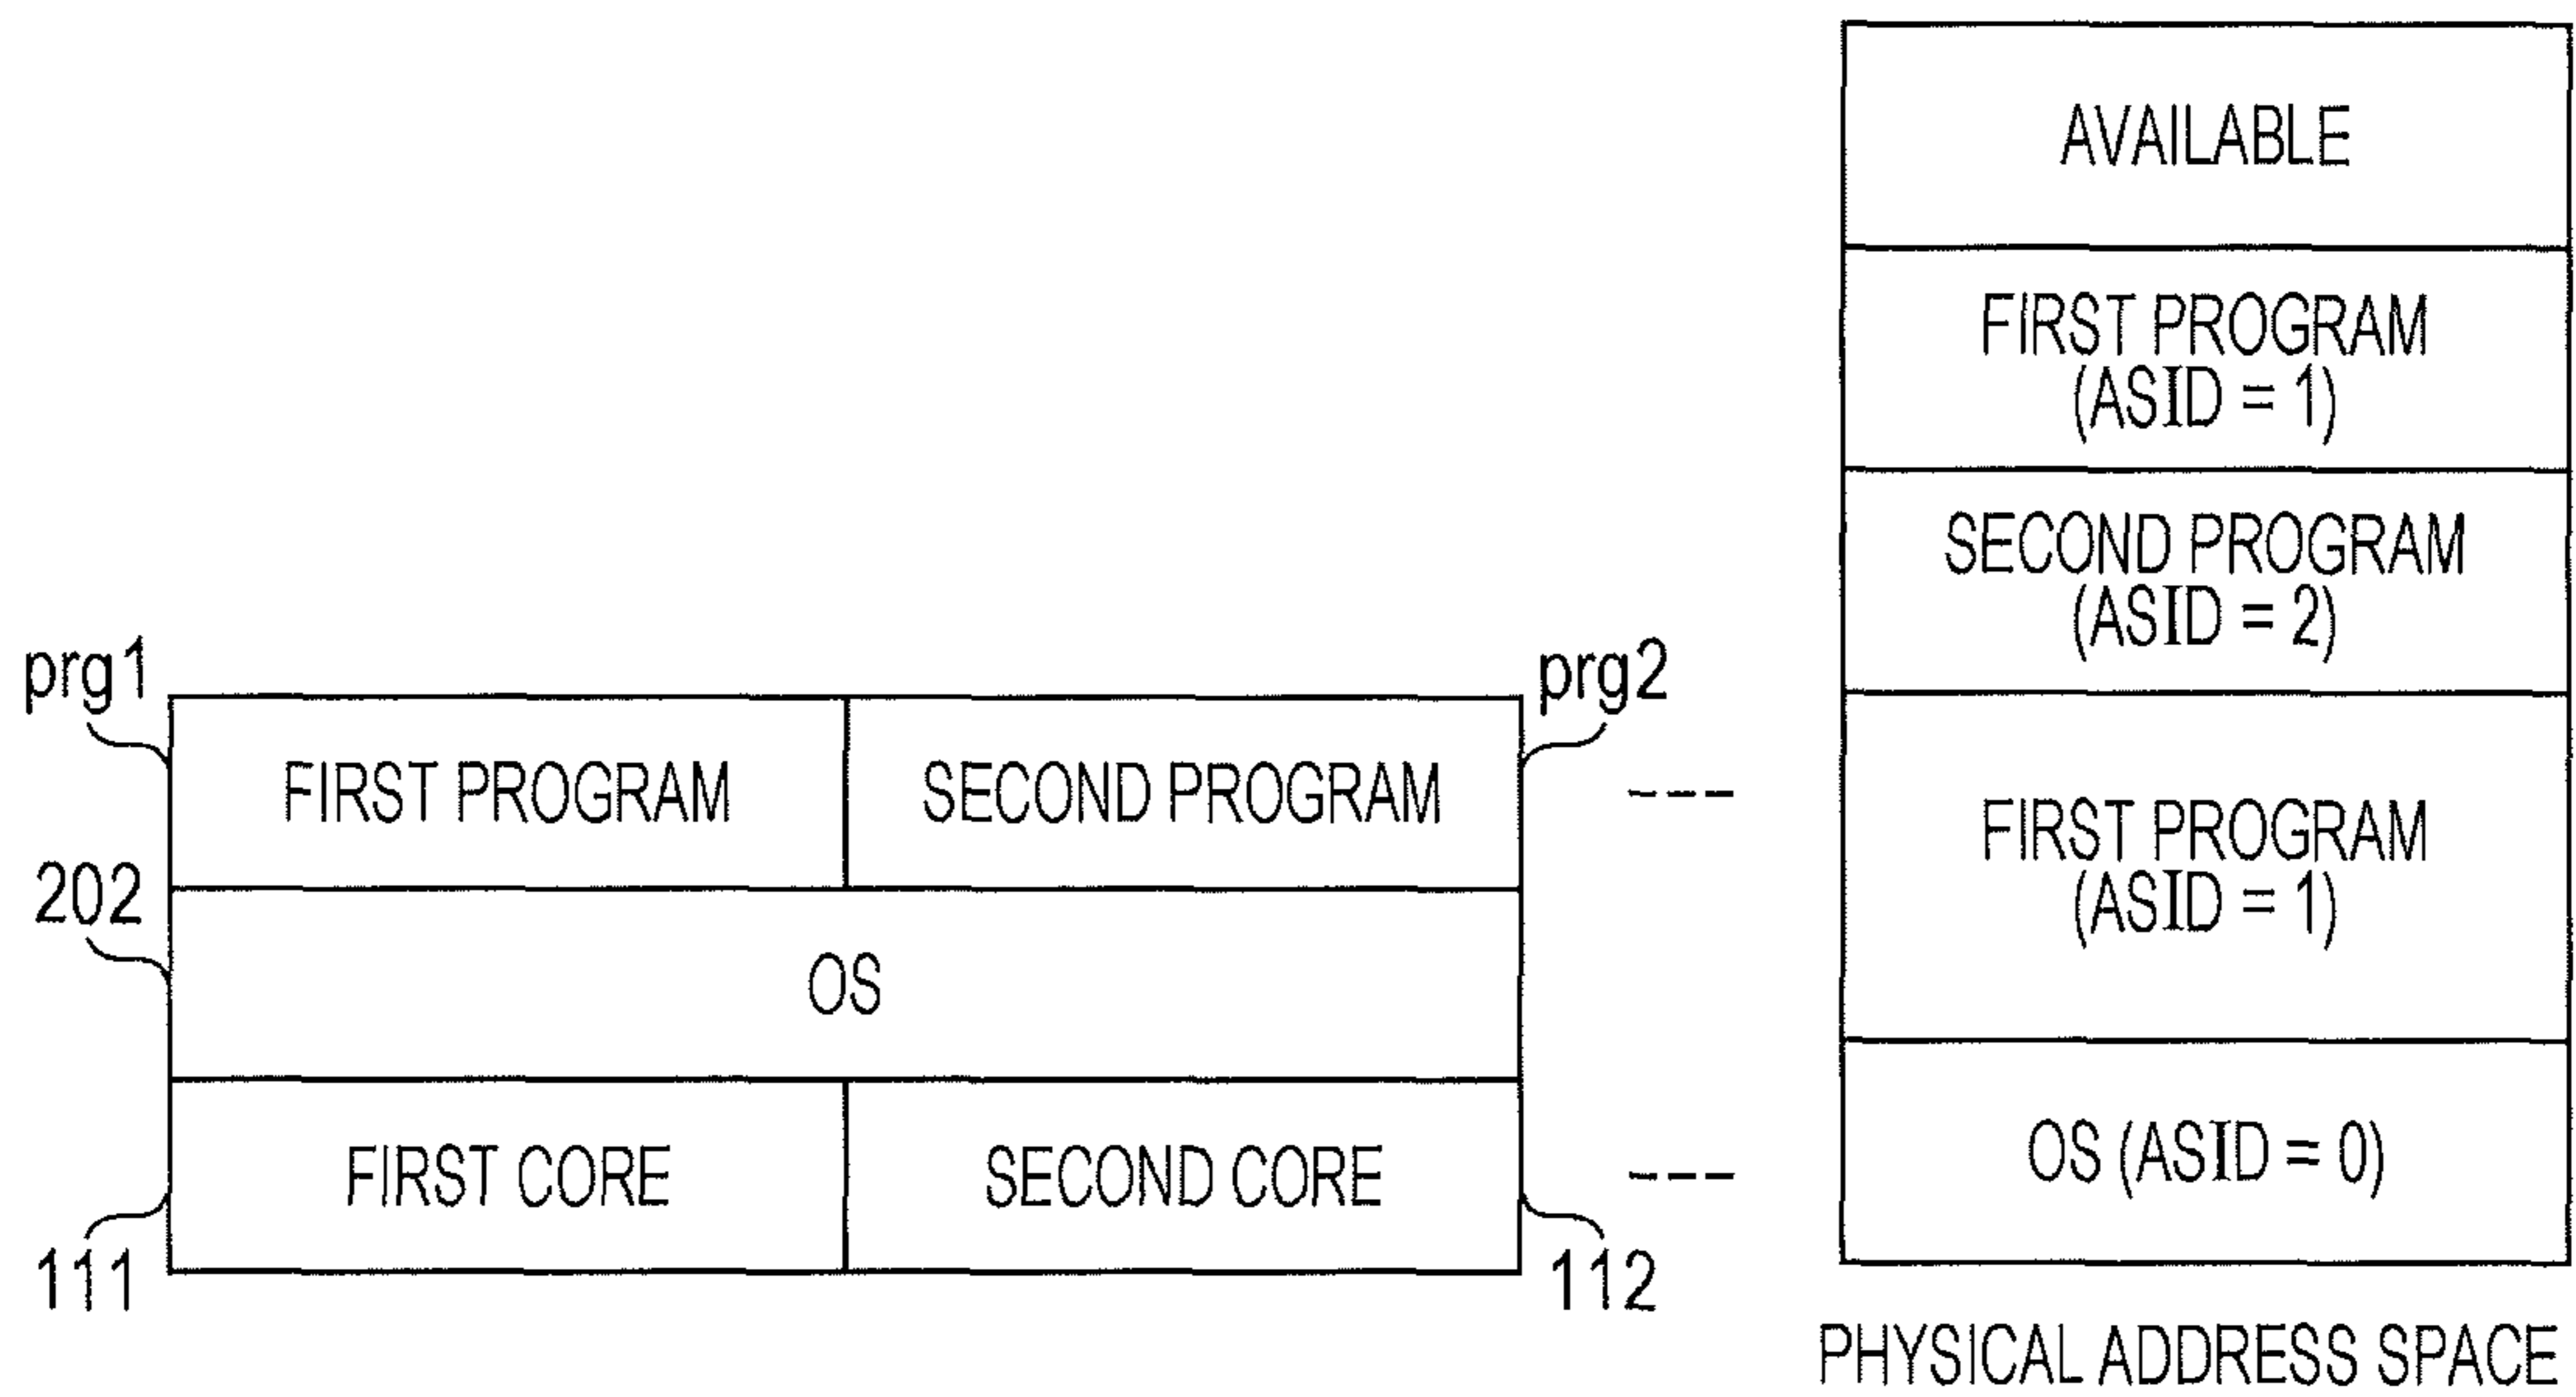 prg1
prg2
FIRST PROGRAM
SECOND PROGRAM
202
OS
FIRST CORE
SECOND CORE
111
112
AVAILABLE
FIRST PROGRAM
(ASID = 1)
SECOND PROGRAM
(ASID = 2)
FIRST PROGRAM
(ASID = 1)
OS (ASID = 0)
PHYSICAL ADDRESS SPACE